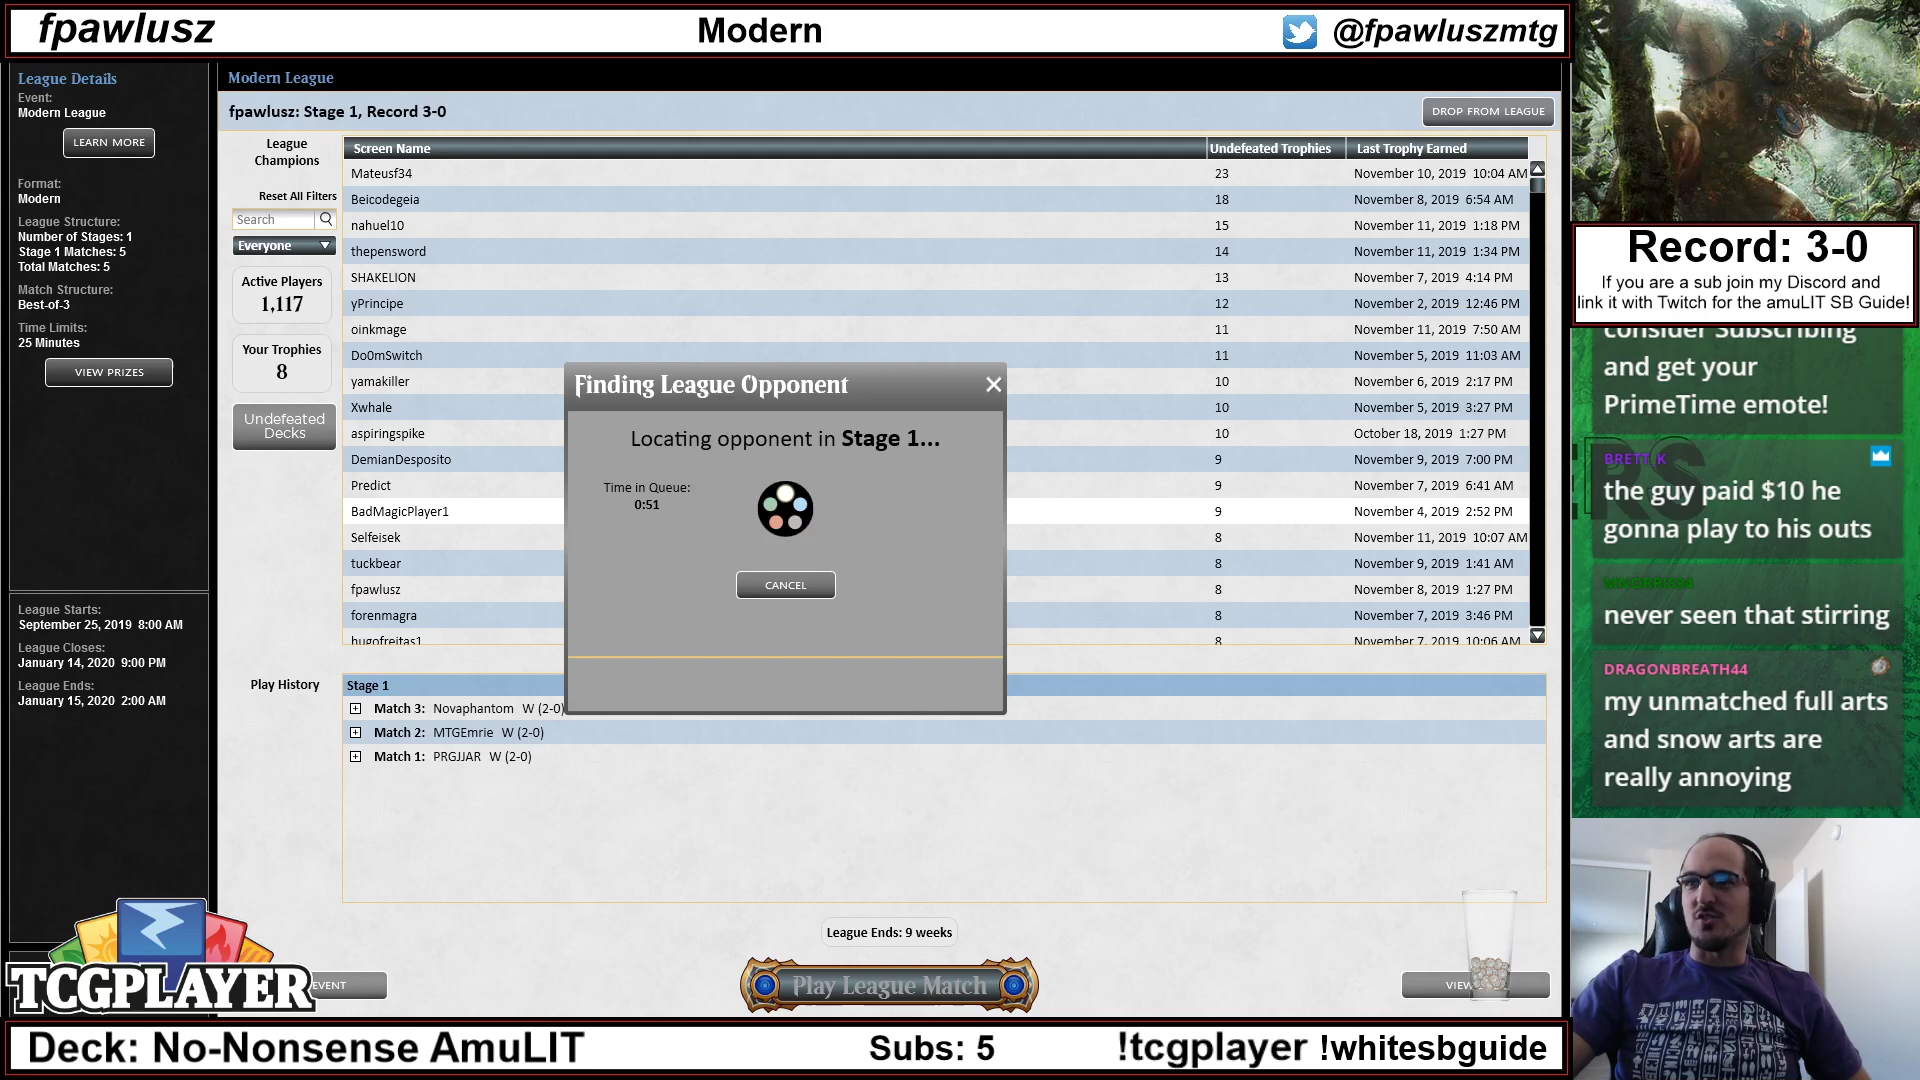 fpawlusz
Modern
@fpawluszmtg
League Details
Event:
Modern League
LEARN MORE
Format:
Modern
League Structure:
Number of Stages: 1
Stage 1 Matches: 5
Total Matches: 5
Match Structure:
Best-of-3
Time Limits:
25 Minutes
VIEW PRIZES
League Starts:
September 25, 2019 8:00 AM
League Closes:
January 14, 2020 9:00 PM
League Ends:
January 15, 2020 2:00 AM
Modern League
fpawlusz: Stage 1, Record 3-0
DROP FROM LEAGUE
League
Champions
Reset All Filters
Search
Everyone
Active Players
1,117
Your Trophies
8
Undefeated
Decks
Screen Name Undefeated Trophies Last Trophy Earned
Mateusf34 23 November 10, 2019 10:04 AM
Beicodegeia 18 November 8, 2019 6:54 AM
nahuel10 15 November 11, 2019 1:18 PM
thepensword 14 November 11, 2019 1:34 PM
SHAKELION 13 November 7, 2019 4:14 PM
yPrincipe 12 November 2, 2019 12:46 PM
oinkmage 11 November 11, 2019 7:50 AM
Do0mSwitch 11 November 5, 2019 11:03 AM
yamakiller 10 November 6, 2019 2:17 PM
Xwhale 10 November 5, 2019 3:27 PM
aspiringspike 10 October 18, 2019 1:27 PM
DemianDesposito 9 November 9, 2019 7:00 PM
Predict 9 November 7, 2019 6:41 AM
BadMagicPlayer1 9 November 4, 2019 2:52 PM
Selfeisek 8 November 11, 2019 10:07 AM
tuckbear 8 November 9, 2019 1:41 AM
fpawlusz 8 November 8, 2019 1:27 PM
forenmagra 8 November 7, 2019 3:46 PM
hugofreitas1 8 November 7, 2019 10:06 AM
Finding League Opponent
Locating opponent in Stage 1...
Time in Queue:
0:51
CANCEL
Play History
Stage 1
Match 3: Novaphantom W (2-0)
Match 2: MTGEmrie W (2-0)
Match 1: PRGJJAR W (2-0)
League Ends: 9 weeks
EVENT
Play League Match
VIEW
TCGPLAYER
Record: 3-0
If you are a sub join my Discord and
link it with Twitch for the amuLIT SB Guide!
consider Subscribing
and get your
PrimeTime emote!
BRETT_K
the guy paid $10 he
gonna play to his outs
never seen that stirring
DRAGONBREATH44
my unmatched full arts
and snow arts are
really annoying
Deck: No-Nonsense AmuLIT
Subs: 5
!tcgplayer !whitesbguide